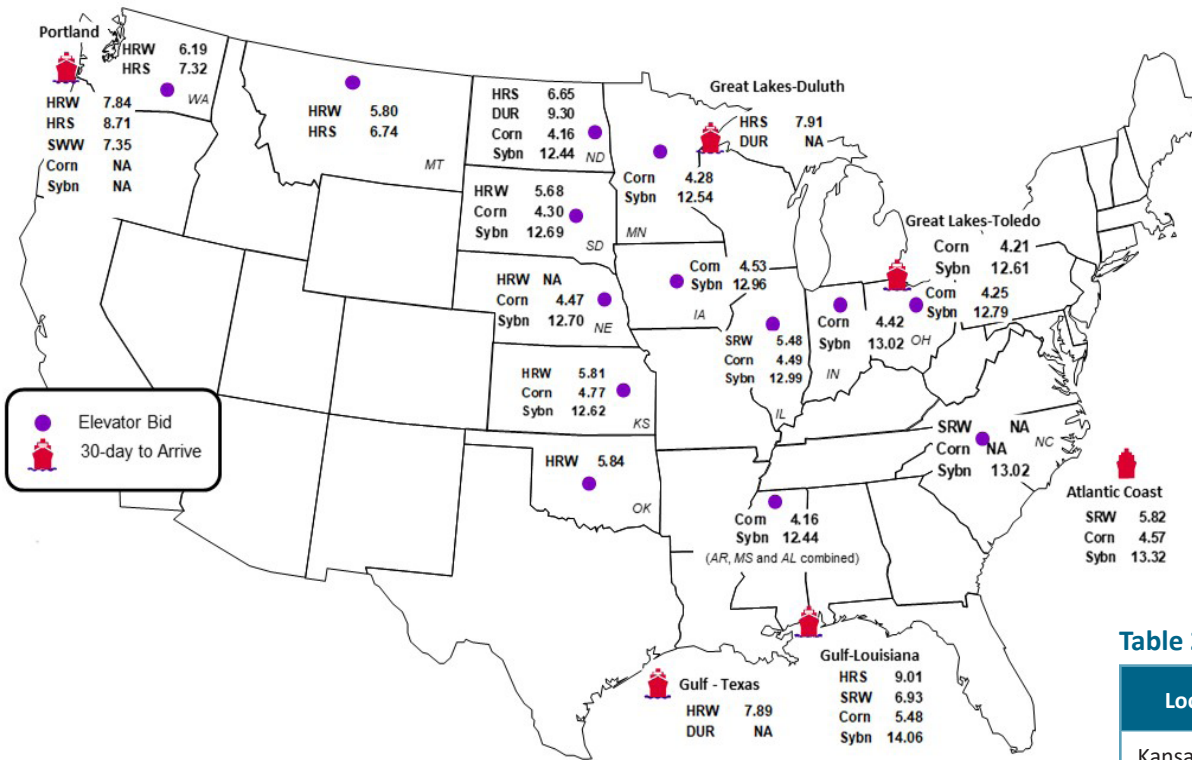 Portland
HRW 7.84
HRS 8.71
SWW 7.35
Corn NA
Sybn NA
HRW 6.19
HRS 7.32
WA
HRW 5.80
HRS 6.74
MT
HRS 6.65
DUR 9.30
Corn 4.16
Sybn 12.44
ND
HRW 5.68
Corn 4.30
Sybn 12.69
SD
HRW NA
Corn 4.47
Sybn 12.70
NE
HRW 5.81
Corn 4.77
Sybn 12.62
KS
HRW 5.84
OK
Great Lakes-Duluth
HRS 7.91
DUR NA
Corn 4.28
Sybn 12.54
MN
Corn 4.53
Sybn 12.96
IA
SRW 5.48
Corn 4.49
Sybn 12.99
IL
Great Lakes-Toledo
Corn 4.21
Sybn 12.61
Corn 4.25
Sybn 12.79
OH
Corn 4.42
Sybn 13.02
IN
SRW NA
Corn NA
Sybn 13.02
NC
Atlantic Coast
SRW 5.82
Corn 4.57
Sybn 13.32
Corn 4.16
Sybn 12.44
(AR, MS and AL combined)
Gulf-Louisiana
HRS 9.01
SRW 6.93
Corn 5.48
Sybn 14.06
Gulf - Texas
HRW 7.89
DUR NA
Elevator Bid
30-day to Arrive
Table